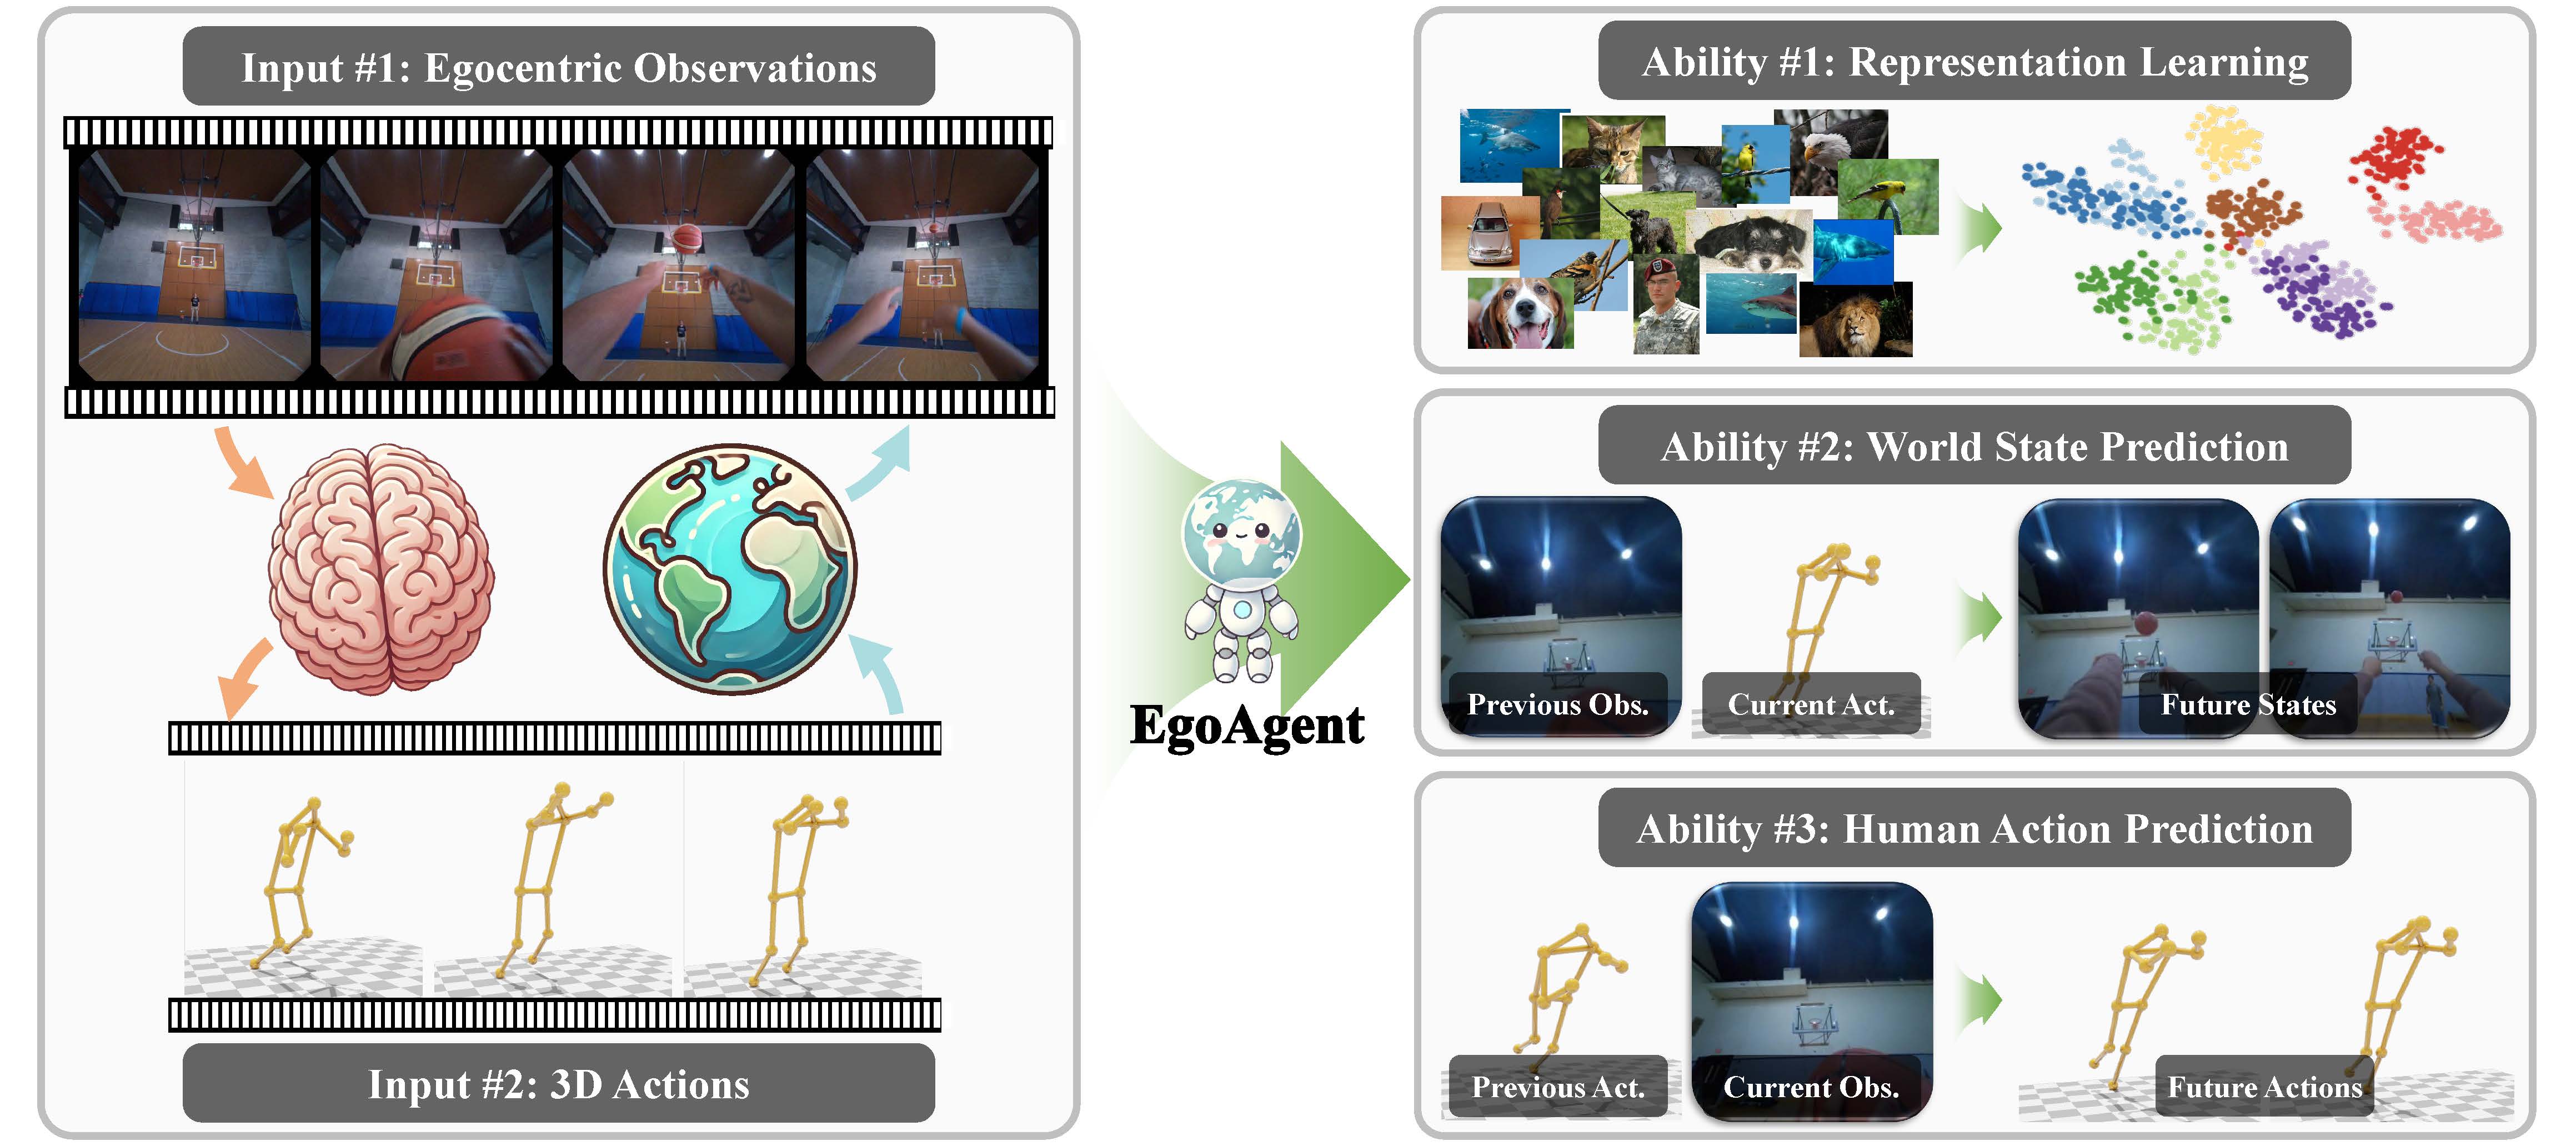 Input #1: Egocentric Observations
Input #2: 3D Actions
EgoAgent
Ability #1: Representation Learning
Ability #2: World State Prediction
Previous Obs.
Current Act.
Future States
Ability #3: Human Action Prediction
Previous Act.
Current Obs.
Future Actions